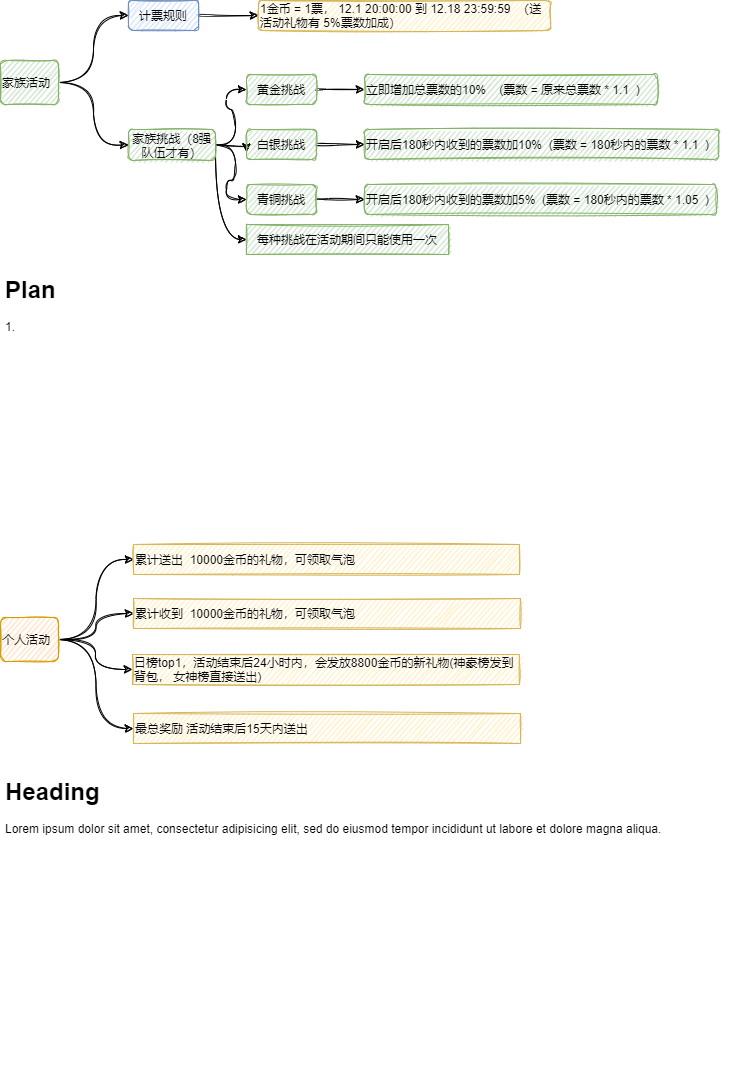 计票规则
1金币 = 1票， 12.1 20:00:00 到 12.18 23:59:59 （送
活动礼物有 5%票数加成）
家族活动
黄金挑战
立即增加总票数的10% （票数 = 原来总票数 * 1.1 ）
家族挑战（8强
队伍才有）
白银挑战
开启后180秒内收到的票数加10%（票数 = 180秒内的票数 * 1.1 ）
青铜挑战
开启后180秒内收到的票数加5%（票数 = 180秒内的票数 * 1.05 ）
每种挑战在活动期间只能使用一次
Plan
1.
累计送出 10000金币的礼物，可领取气泡
累计收到 10000金币的礼物，可领取气泡
个人活动
日榜top1，活动结束后24小时内，会发放8800金币的新礼物(神豪榜发到
背包， 女神榜直接送出）
最总奖励 活动结束后15天内送出
Heading
Lorem ipsum dolor sit amet, consectetur adipisicing elit, sed do eiusmod tempor incididunt ut labore et dolore magna aliqua.